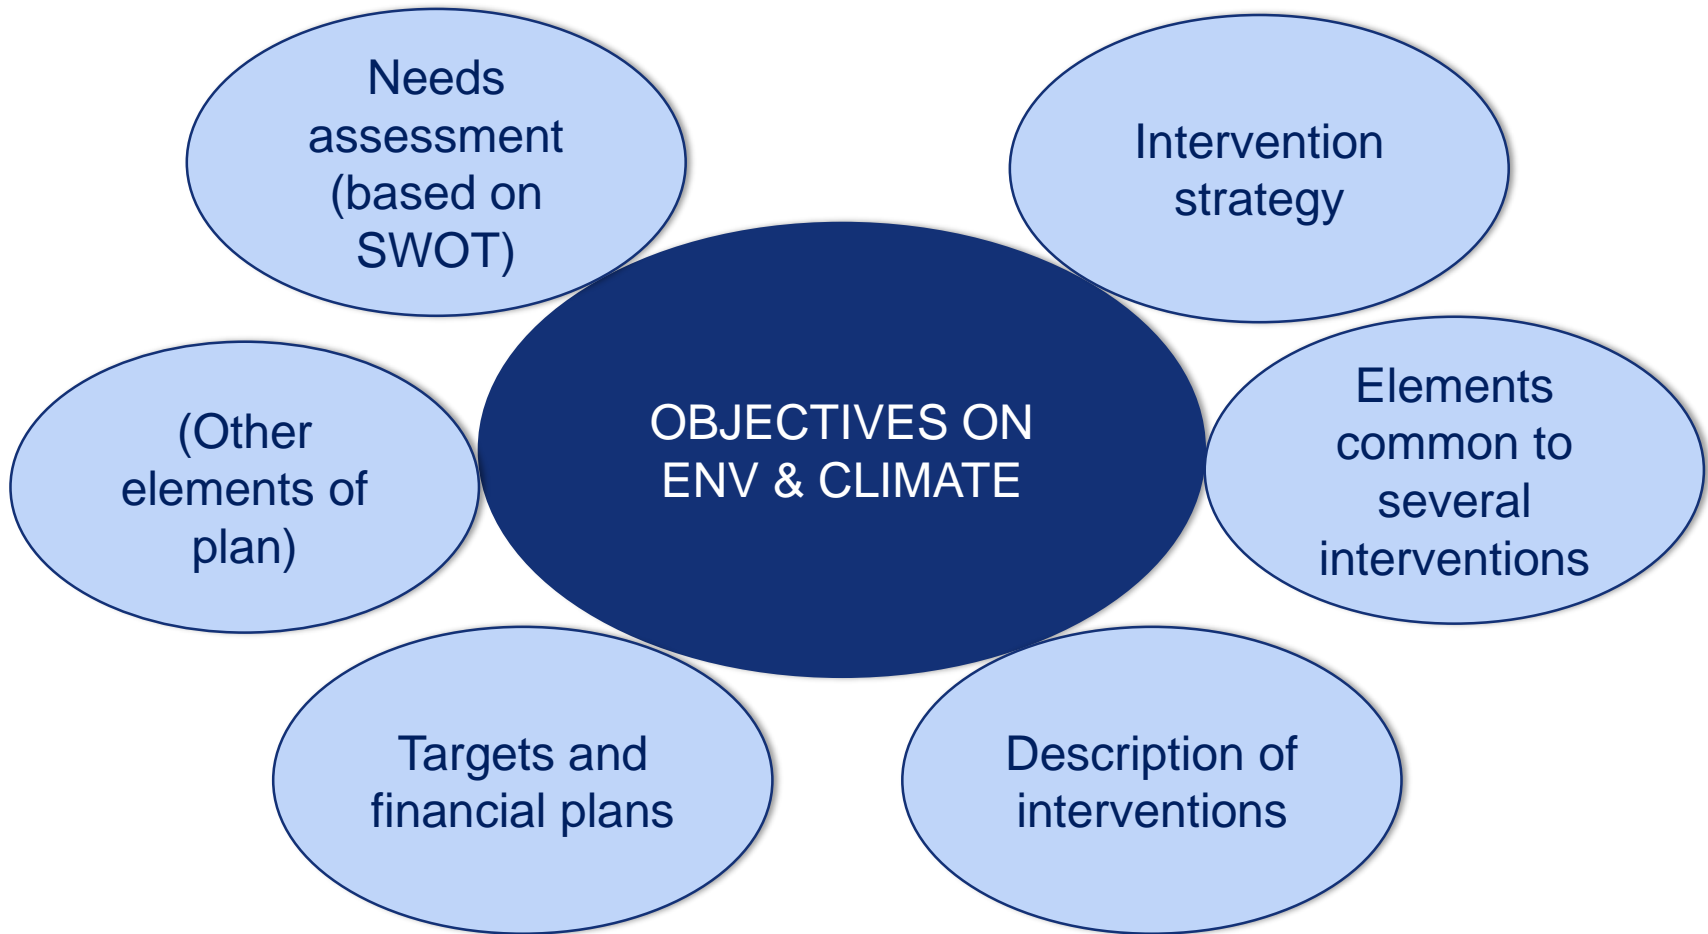 Needs
assessment
(based on
SWOT)
Intervention
strategy
(Other
elements of
plan)
OBJECTIVES ON
ENV & CLIMATE
Elements
common to
several
interventions
Targets and
financial plans
Description of
interventions